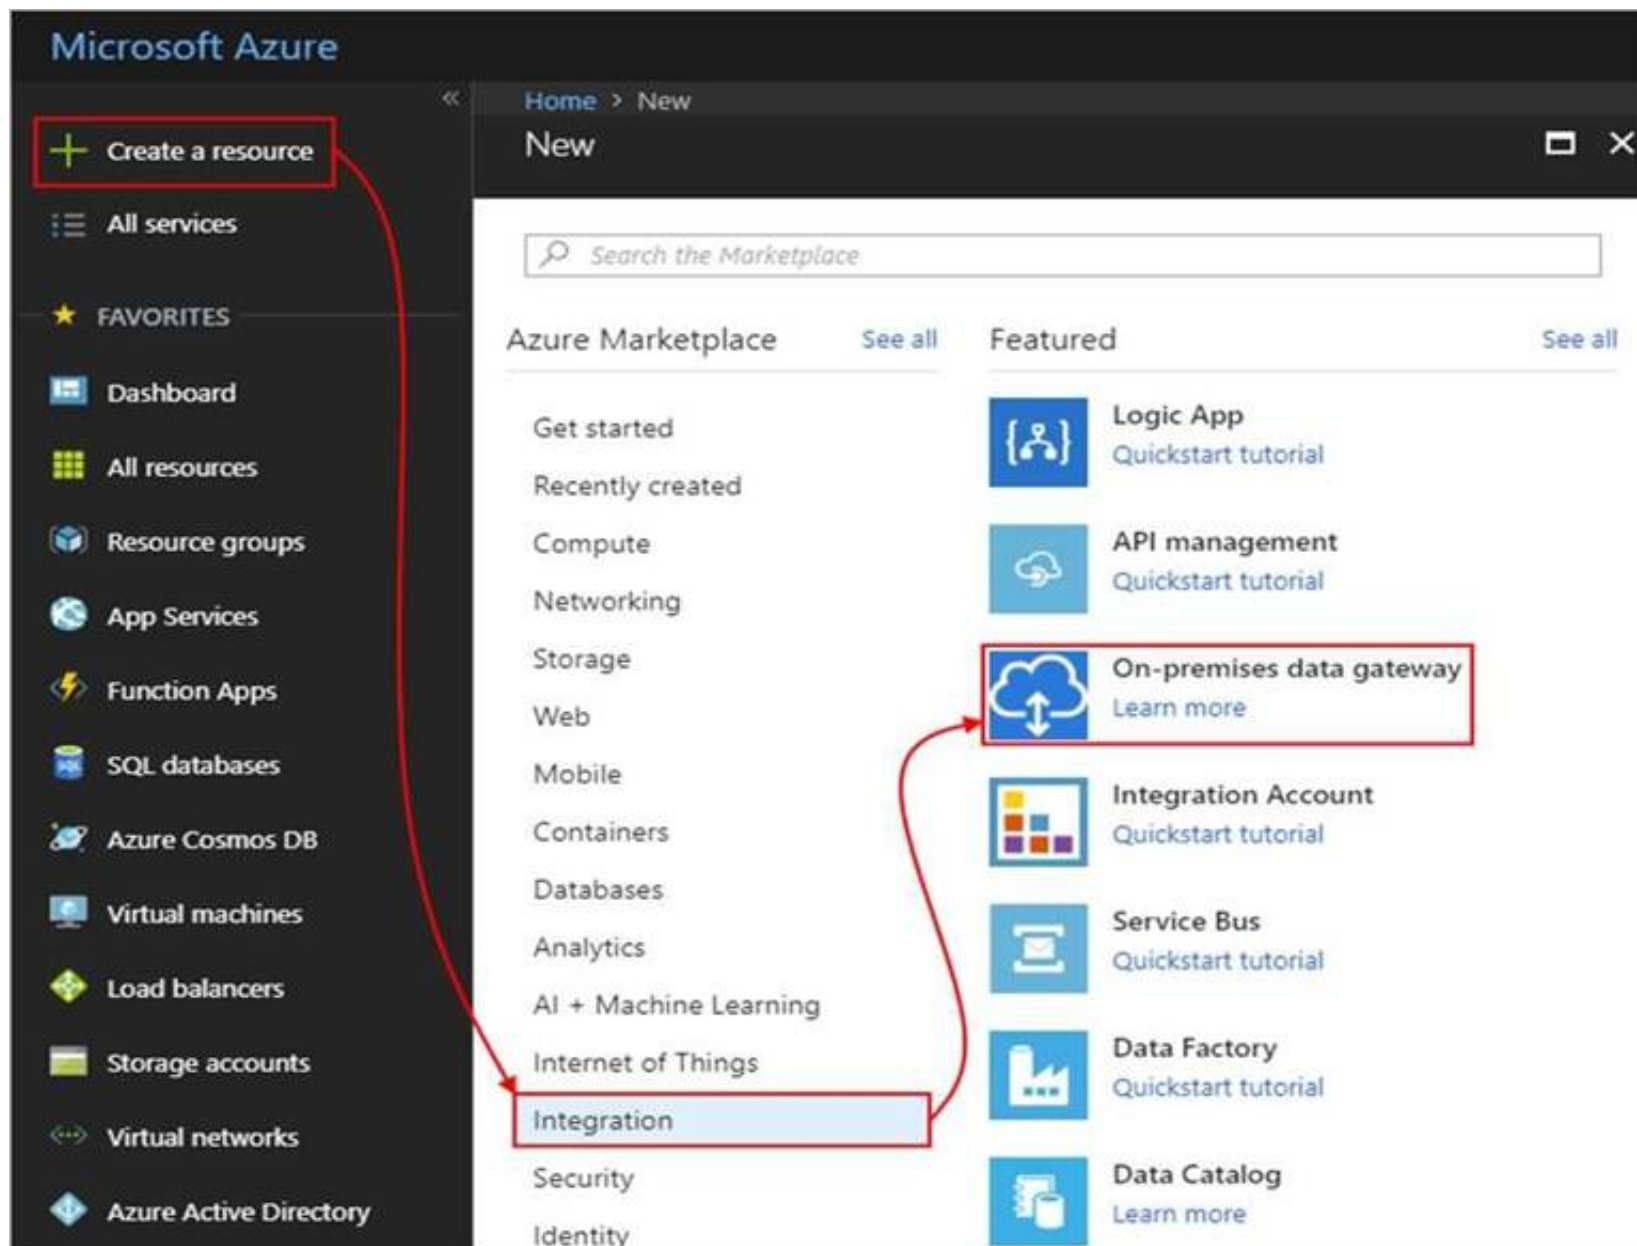 Microsoft Azure
«
Create a resource
All services
FAVORITES
Dashboard
All resources
Resource groups
App Services
Function Apps
SQL databases
Azure Cosmos DB
Virtual machines
Load balancers
Storage accounts
Virtual networks
Azure Active Directory
Home > New
New
Search the Marketplace
Azure Marketplace See all
Get started
Recently created
Compute
Networking
Storage
Web
Mobile
Containers
Databases
Analytics
AI + Machine Learning
Internet of Things
Integration
Security
Identity
Featured See all
Logic App
Quickstart tutorial
API management
Quickstart tutorial
On-premises data gateway
Learn more
Integration Account
Quickstart tutorial
Service Bus
Quickstart tutorial
Data Factory
Quickstart tutorial
Data Catalog
Learn more